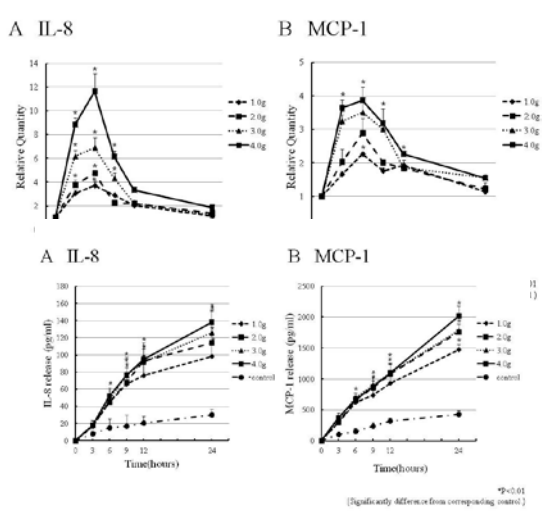 A IL-8
B MCP-1
Relative Quantity
14
12
10
8
6
4
2
1.0g
2.0g
3.0g
4.0g
Relative Quantity
5
4
3
2
1
1.0g
2.0g
3.0g
4.0g
A IL-8
B MCP-1
IL-8 release (pg/ml)
180
160
140
120
100
80
60
40
20
0
0 3 6 9 12 24
Time(hours)
1.0g
2.0g
3.0g
4.0g
control
MCP-1 release (pg/ml)
2500
2000
1500
1000
500
0
0 3 6 9 12 24
Time(hours)
1.0g
2.0g
3.0g
4.0g
control
*P<0.01
[Significantly difference from corresponding control ]